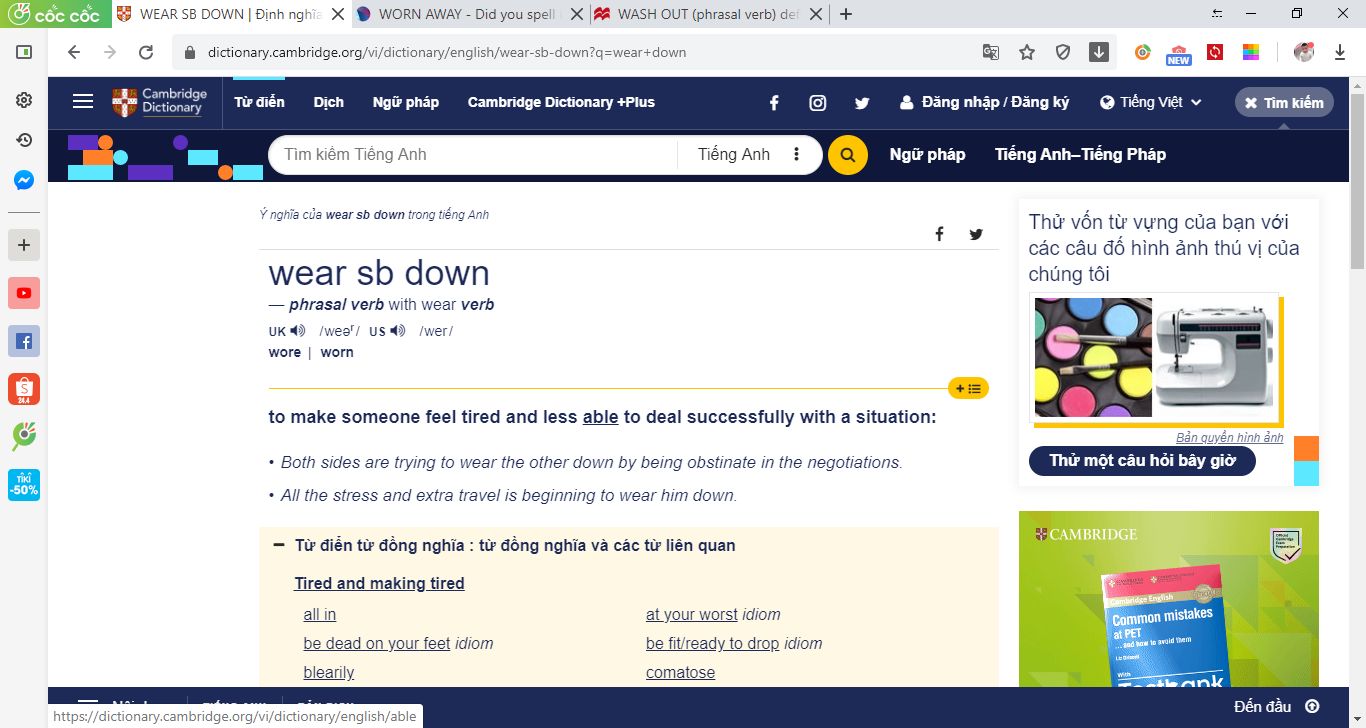 cốc cốc
WEAR SB DOWN | Định nghĩa
WORN AWAY - Did you spell
WASH OUT (phrasal verb) def
dictionary.cambridge.org/vi/dictionary/english/wear-sb-down?q=wear+down
NEW
Cambridge
Dictionary
Từ điển Dịch Ngữ pháp Cambridge Dictionary +Plus
Đăng nhập / Đăng ký
Tiếng Việt
Tìm kiếm
Tìm kiếm Tiếng Anh
Tiếng Anh
Ngữ pháp Tiếng Anh–Tiếng Pháp
Ý nghĩa của wear sb down trong tiếng Anh
wear sb down
— phrasal verb with wear verb
UK /weəʳ/ US /wer/
wore | worn
to make someone feel tired and less able to deal successfully with a situation:
• Both sides are trying to wear the other down by being obstinate in the negotiations.
• All the stress and extra travel is beginning to wear him down.
Từ điển từ đồng nghĩa : từ đồng nghĩa và các từ liên quan
Tired and making tired
all in
at your worst idiom
be dead on your feet idiom
be fit/ready to drop idiom
blearily
comatose
Thử vốn từ vựng của bạn với
các câu đố hình ảnh thú vị của
chúng tôi
Bản quyền hình ảnh
Thử một câu hỏi bây giờ
CAMBRIDGE
Cambridge English
Common mistakes
at PET
...and how to avoid them
With
Testbank
24.4
TIKI
-50%
Đến đầu
https://dictionary.cambridge.org/vi/dictionary/english/able